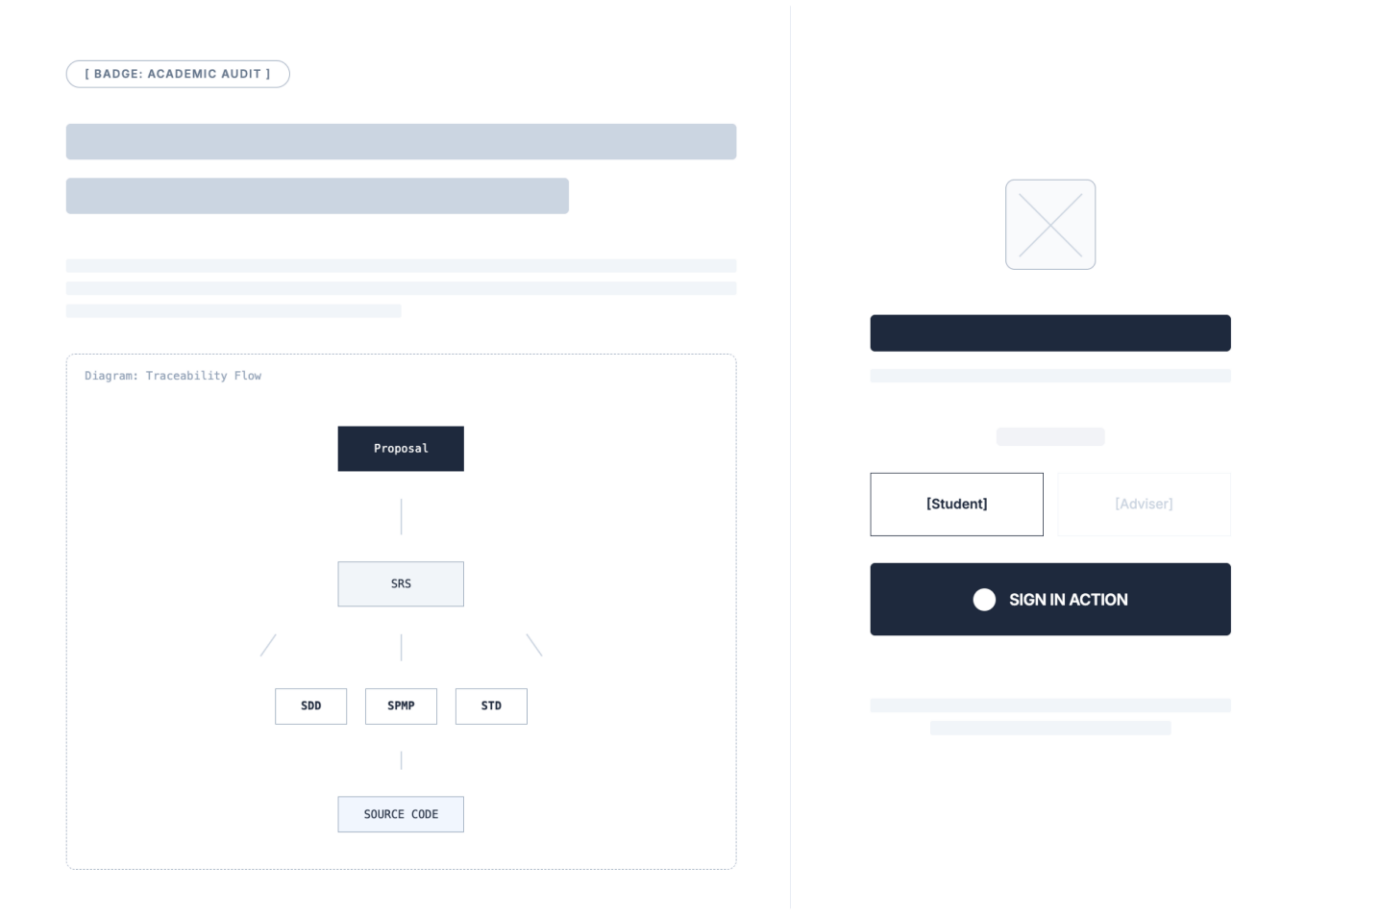 [ BADGE: ACADEMIC AUDIT ]
Diagram: Traceability Flow
Proposal
SRS
SDD SPMP STD
SOURCE CODE
[Student] [Adviser]
SIGN IN ACTION